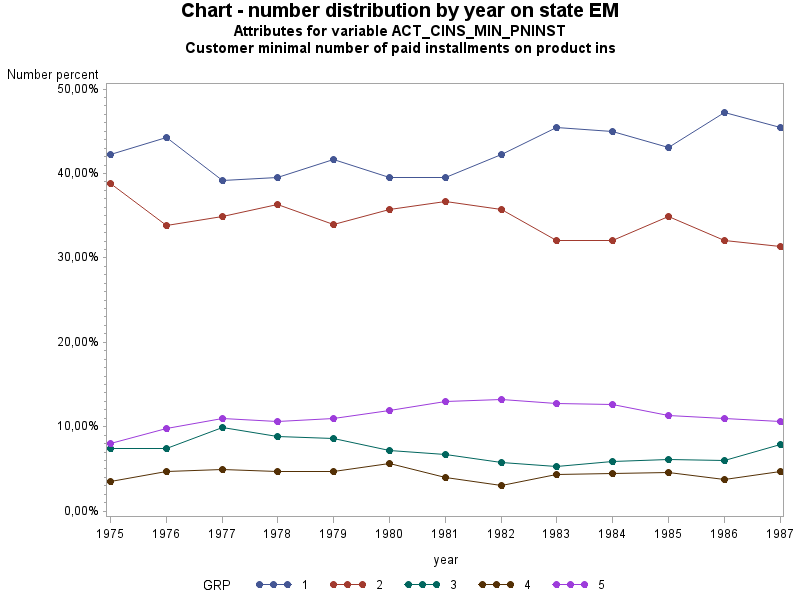 Chart - number distribution by year on state EM
Attributes for variable ACT_CINS_MIN_PNINST
Customer minimal number of paid installments on product ins
Number percent
50,00%
40,00%
30,00%
20,00%
10,00%
0,00%
1975 1976 1977 1978 1979 1980 1981 1982 1983 1984 1985 1986 1987
year
GRP 1 2 3 4 5